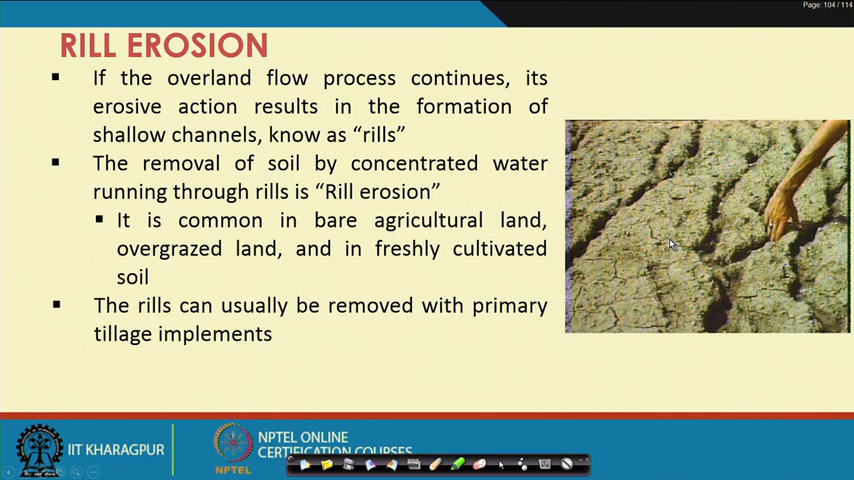 Page: 104 / 114
RILL EROSION
▪ If the overland flow process continues, its
erosive action results in the formation of
shallow channels, know as “rills”
▪ The removal of soil by concentrated water
running through rills is “Rill erosion”
▪ It is common in bare agricultural land,
overgrazed land, and in freshly cultivated
soil
▪ The rills can usually be removed with primary
tillage implements
IIT KHARAGPUR
NPTEL
NPTEL ONLINE
CERTIFICATION COURSES